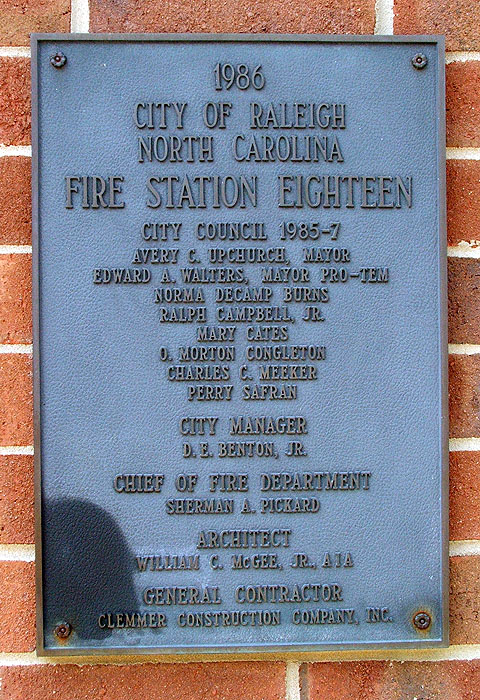 1986
CITY OF RALEIGH
NORTH CAROLINA
FIRE STATION EIGHTEEN
CITY COUNCIL 1985-7
AVERY C. UPCHURCH, MAYOR
EDWARD A. WALTERS, MAYOR PRO-TEM
NORMA DECAMP BURNS
RALPH CAMPBELL, JR.
MARY CATES
O. MORTON CONGLETON
CHARLES C. MEEKER
PERRY SAFRAN
CITY MANAGER
D. E. BENTON, JR.
CHIEF OF FIRE DEPARTMENT
SHERMAN A. PICKARD
ARCHITECT
WILLIAM C. McGEE, JR., AIA
GENERAL CONTRACTOR
CLEMMER CONSTRUCTION COMPANY, INC.